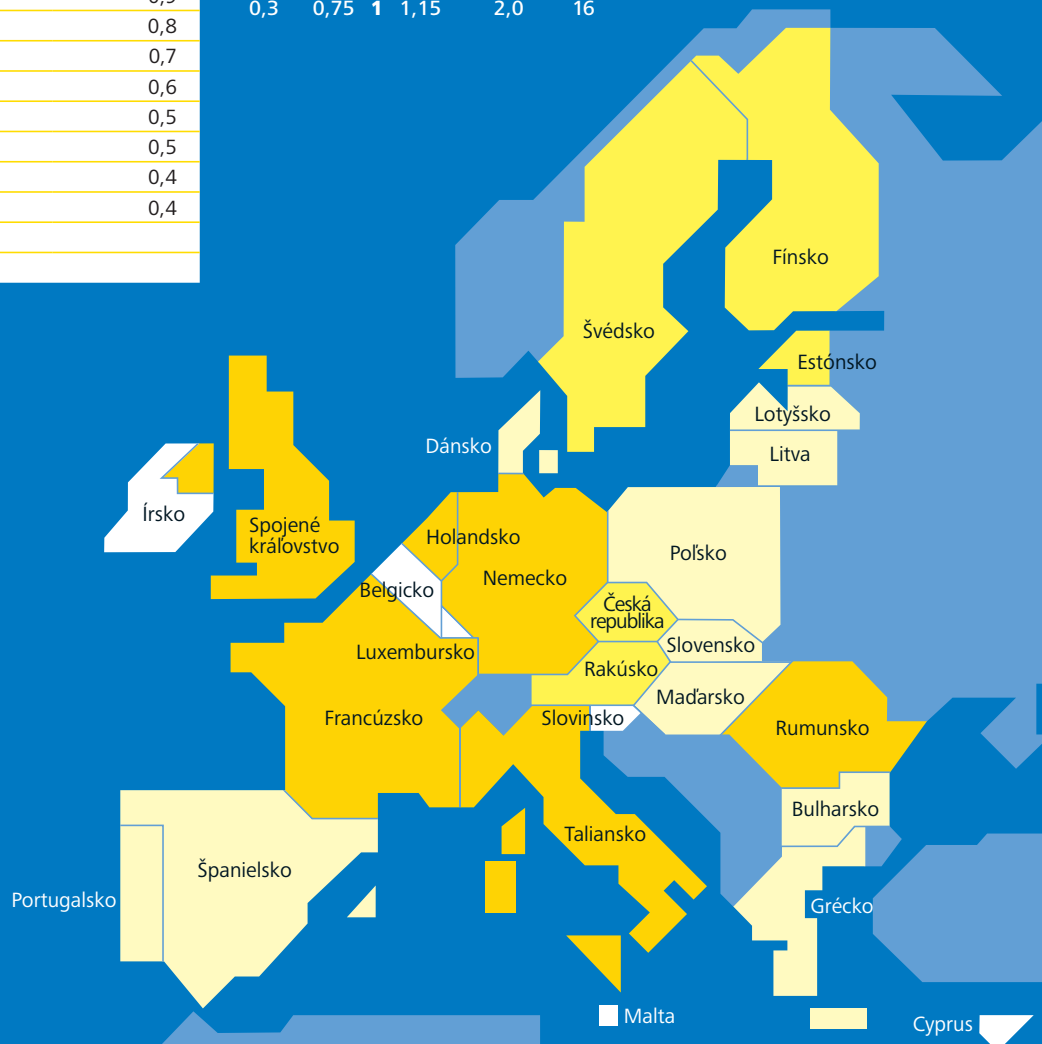 0,3 0,75 1 1,15 2,0 16
0,8
0,7
0,6
0,5
0,5
0,4
0,4
Fínsko
Švédsko
Estónsko
Lotyšsko
Dánsko
Litva
Írsko
Spojené
kráľovstvo
Holandsko
Poľsko
Nemecko
Belgicko
Česká
republika
Slovensko
Luxembursko
Rakúsko
Maďarsko
Francúzsko
Slovinsko
Rumunsko
Bulharsko
Taliansko
Španielsko
Portugalsko
Grécko
Malta
Cyprus